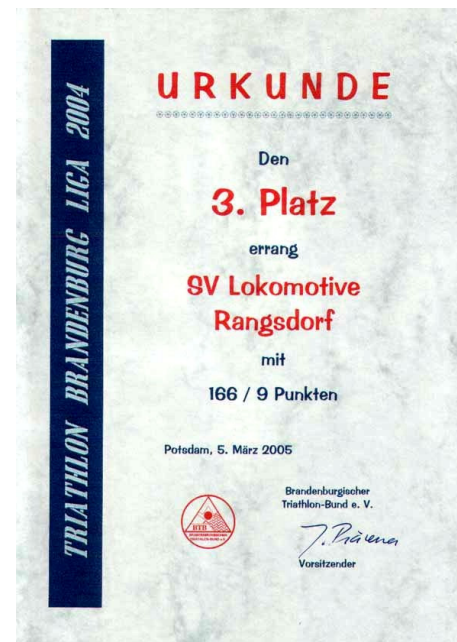 TRIATHLON BRANDENBURG LIGA 2004
URKUNDE
Den
3. Platz
errang
SV Lokomotive
Rangsdorf
mit
166 / 9 Punkten
Potsdam, 5. März 2005
Brandenburgischer
Triathlon-Bund e. V.
BTB
Vorsitzender